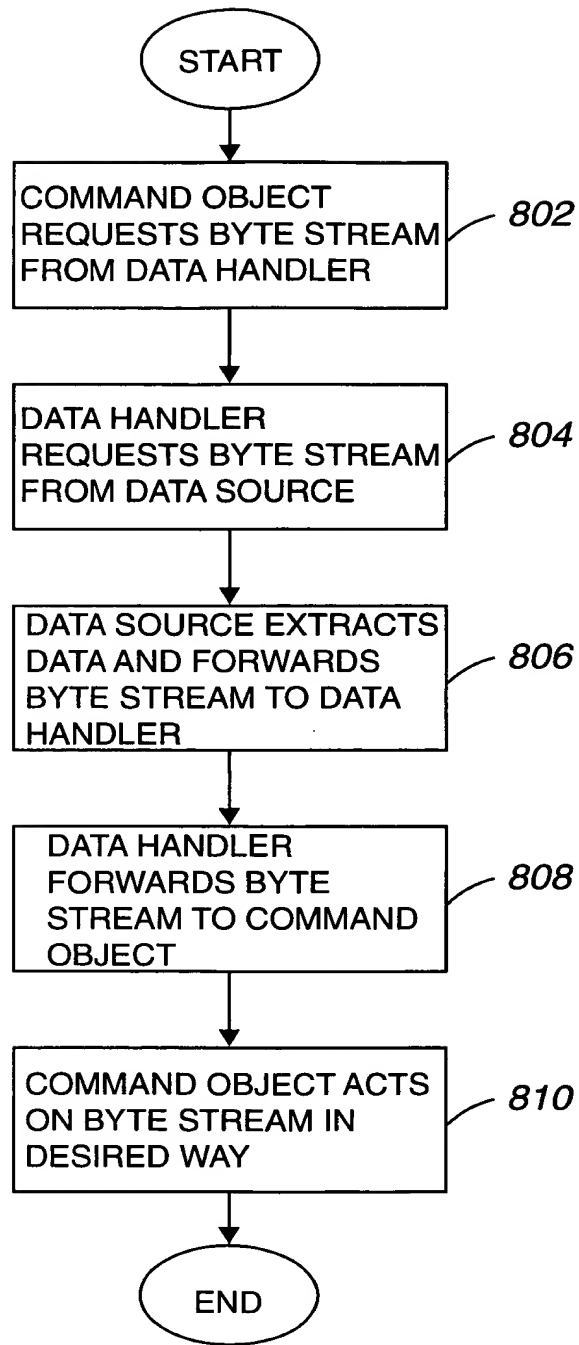 START
COMMAND OBJECT
REQUESTS BYTE STREAM
FROM DATA HANDLER
802
DATA HANDLER
REQUESTS BYTE STREAM
FROM DATA SOURCE
804
DATA SOURCE EXTRACTS
DATA AND FORWARDS
BYTE STREAM TO DATA
HANDLER
806
DATA HANDLER
FORWARDS BYTE
STREAM TO COMMAND
OBJECT
808
COMMAND OBJECT ACTS
ON BYTE STREAM IN
DESIRED WAY
810
END